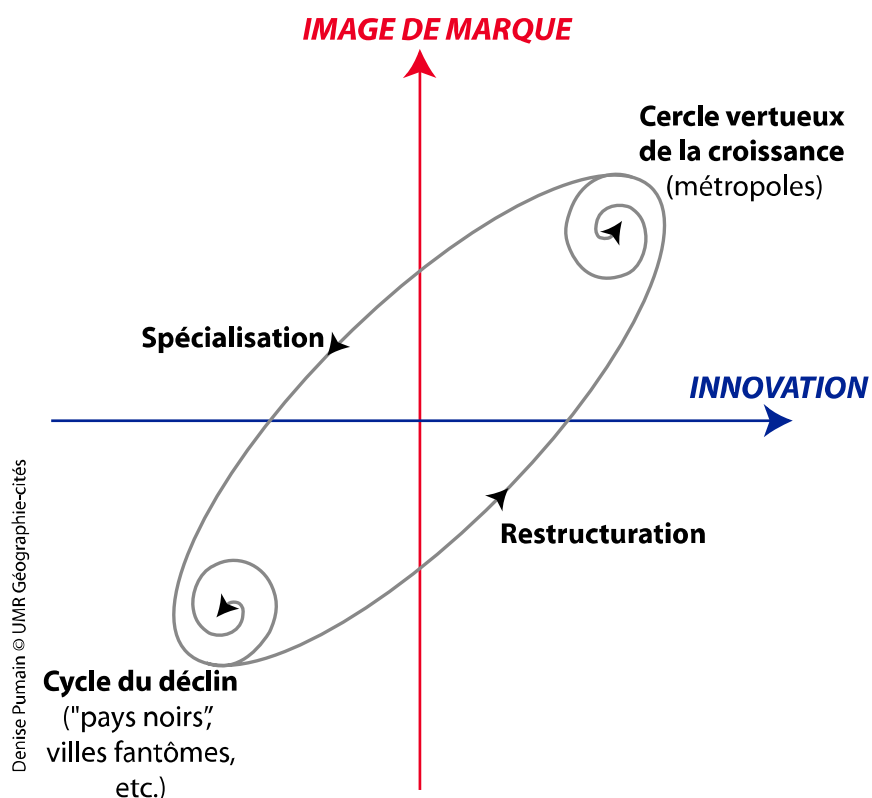 IMAGE DE MARQUE
Cercle vertueux
de la croissance
(métropoles)
Spécialisation
INNOVATION
Restructuration
Cycle du déclin
("pays noirs",
villes fantômes,
etc.)
Denise Pumain © UMR Géographie-cités